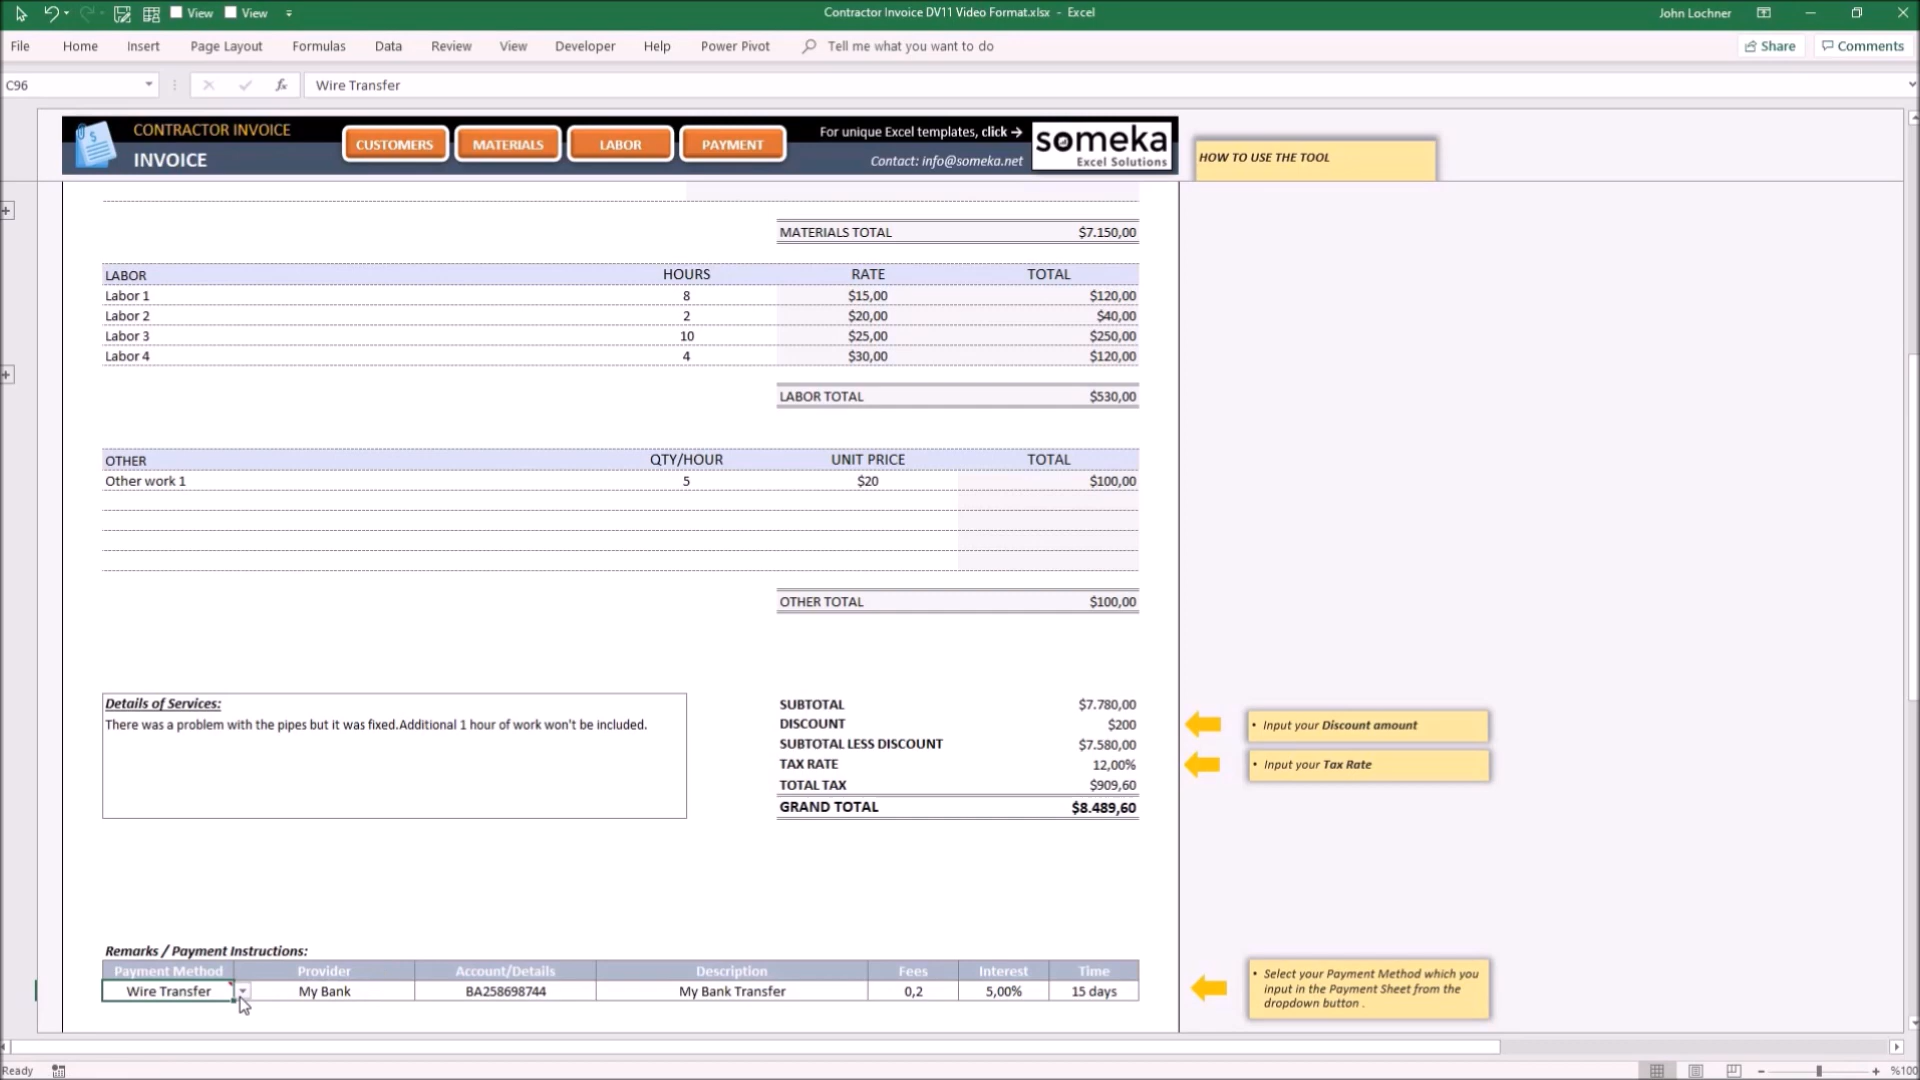 View View Contractor Invoice DV11 Video Format.xlsx - Excel John Lochner
File Home Insert Page Layout Formulas Data Review View Developer Help Power Pivot Tell me what you want to do Share Comments
C96 fx Wire Transfer
CONTRACTOR INVOICE
INVOICE
CUSTOMERS MATERIALS LABOR PAYMENT
For unique Excel templates, click →
Contact: info@someka.net
someka
Excel Solutions
HOW TO USE THE TOOL
MATERIALS TOTAL $7.150,00
LABOR HOURS RATE TOTAL
Labor 1 8 $15,00 $120,00
Labor 2 2 $20,00 $40,00
Labor 3 10 $25,00 $250,00
Labor 4 4 $30,00 $120,00
LABOR TOTAL $530,00
OTHER QTY/HOUR UNIT PRICE TOTAL
Other work 1 5 $20 $100,00
OTHER TOTAL $100,00
Details of Services:
There was a problem with the pipes but it was fixed.Additional 1 hour of work won't be included.
SUBTOTAL $7.780,00
DISCOUNT $200
SUBTOTAL LESS DISCOUNT $7.580,00
TAX RATE 12,00%
TOTAL TAX $909,60
GRAND TOTAL $8.489,60
• Input your Discount amount
• Input your Tax Rate
Remarks / Payment Instructions:
Payment Method Provider Account/Details Description Fees Interest Time
Wire Transfer My Bank BA258698744 My Bank Transfer 0,2 5,00% 15 days
• Select your Payment Method which you
input in the Payment Sheet from the
dropdown button .
Ready %100